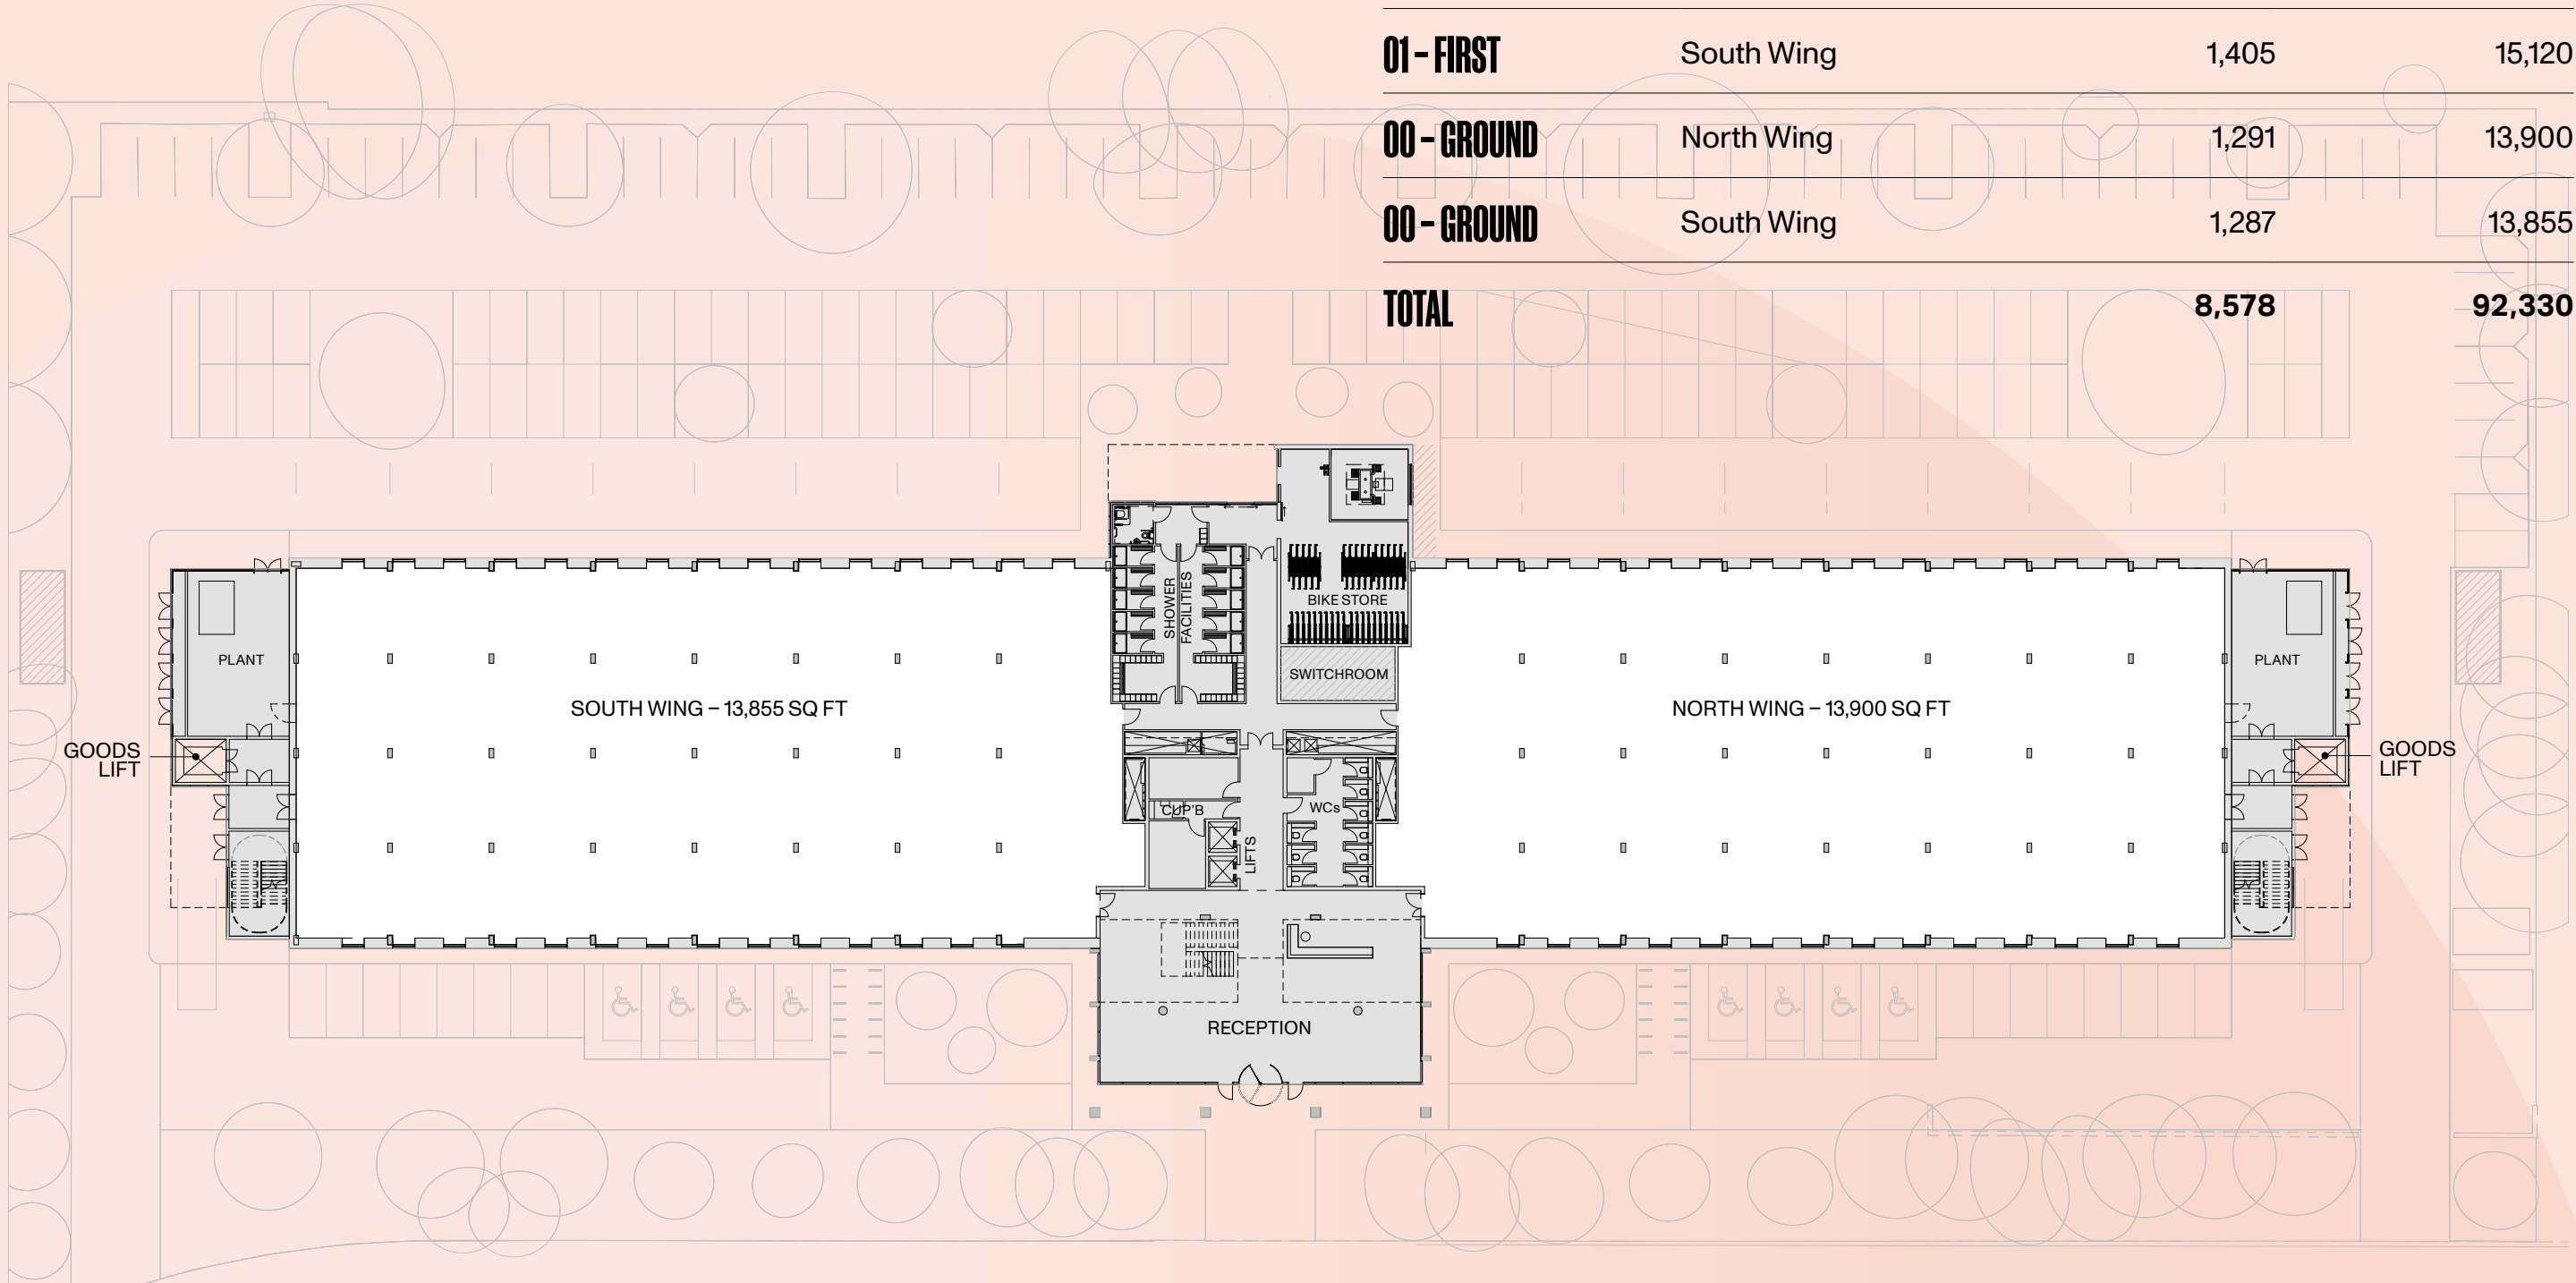 01 – FIRST South Wing 1,405 15,120
00 – GROUND North Wing 1,291 13,900
00 – GROUND South Wing 1,287 13,855
TOTAL 8,578 92,330
SHOWER
FACILITIES
BIKE STORE
SWITCHROOM
PLANT
PLANT
SOUTH WING – 13,855 SQ FT
NORTH WING – 13,900 SQ FT
GOODS
LIFT
GOODS
LIFT
CUP'B
WCs
LIFTS
RECEPTION